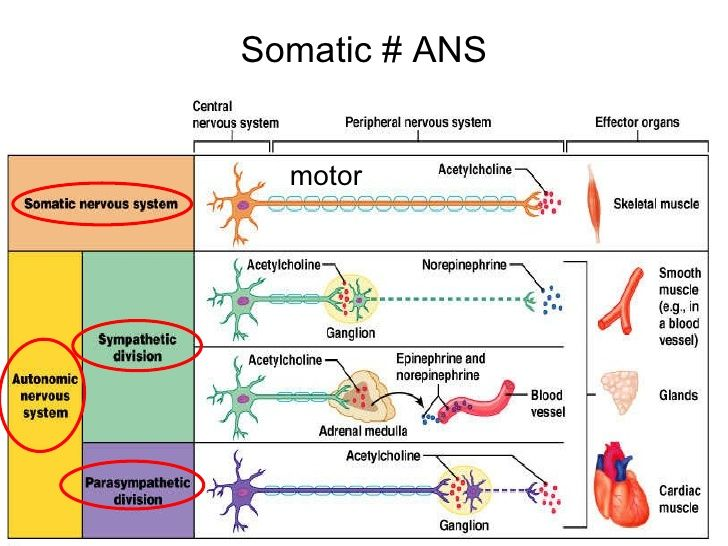 Somatic # ANS
Central
nervous system
Peripheral nervous system
Effector organs
Somatic nervous system
motor
Acetylcholine
Skeletal muscle
Autonomic
nervous
system
Sympathetic
division
Acetylcholine
Norepinephrine
Ganglion
Smooth
muscle
(e.g., in
a blood
vessel)
Acetylcholine
Epinephrine and
norepinephrine
Blood
vessel
Adrenal medulla
Glands
Parasympathetic
division
Acetylcholine
Ganglion
Cardiac
muscle